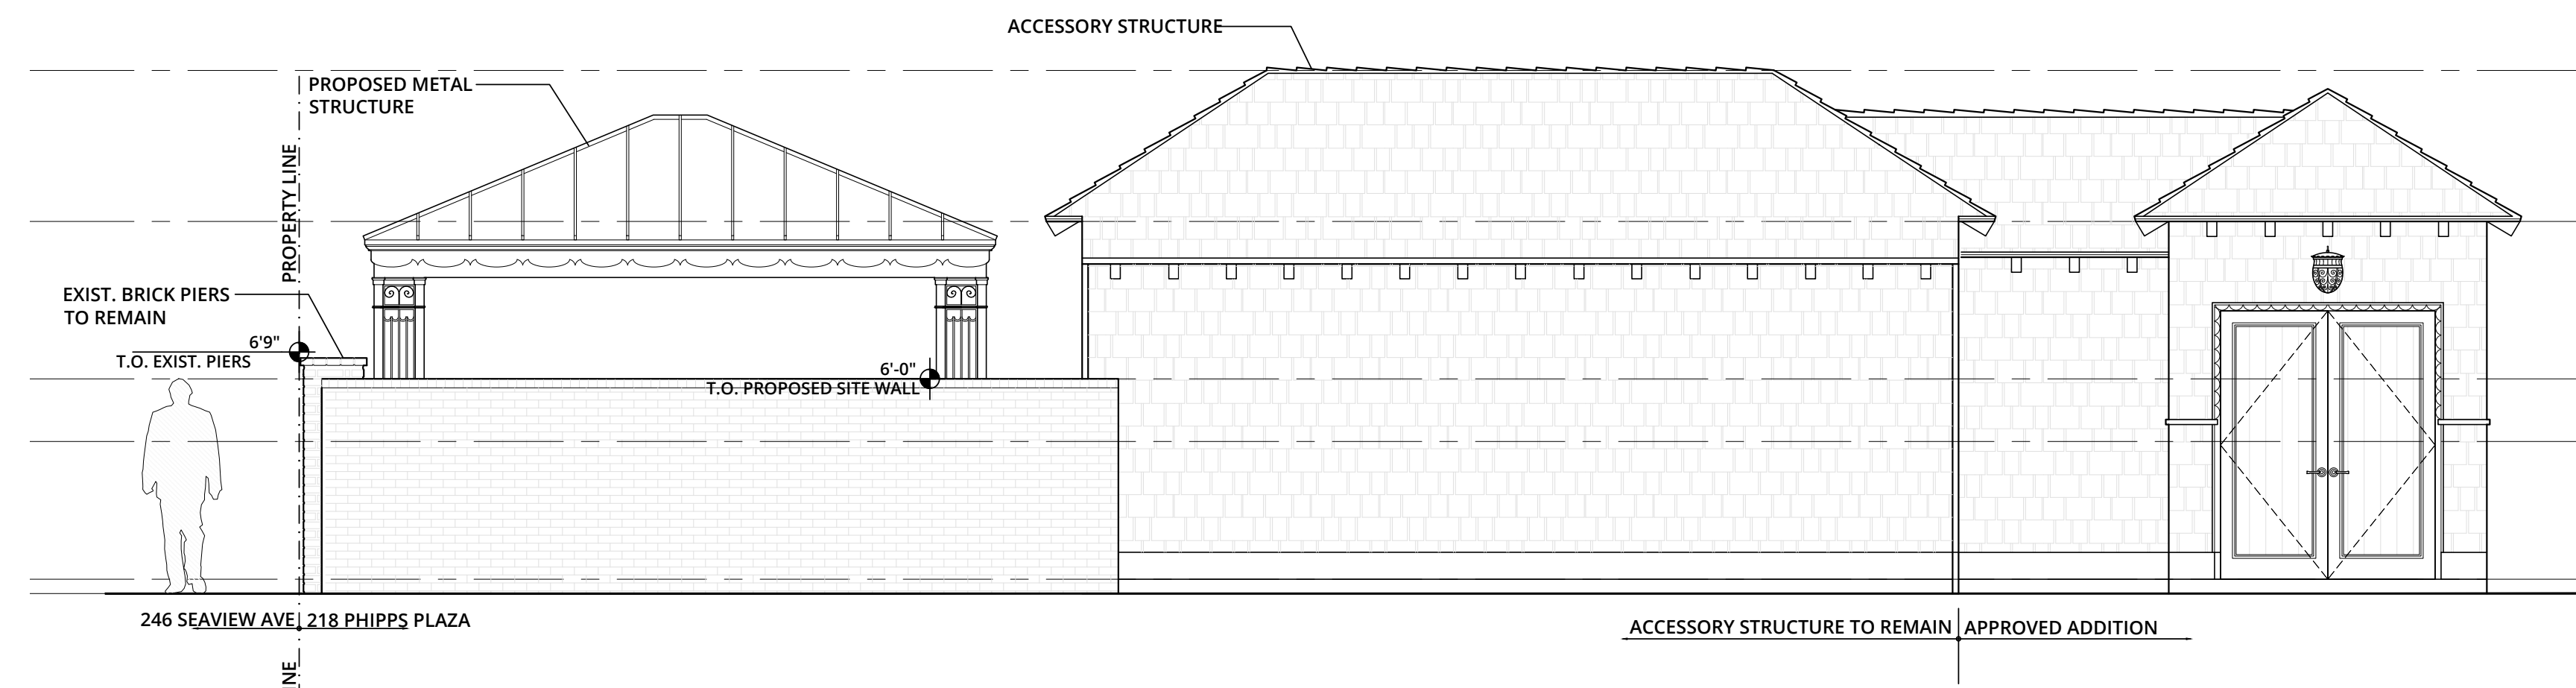 ACCESSORY STRUCTURE
PROPOSED METAL
STRUCTURE
PROPERTY LINE
EXIST. BRICK PIERS
TO REMAIN
6'9"
T.O. EXIST. PIERS
6'-0"
T.O. PROPOSED SITE WALL
246 SEAVIEW AVE
218 PHIPPS PLAZA
ACCESSORY STRUCTURE TO REMAIN
APPROVED ADDITION